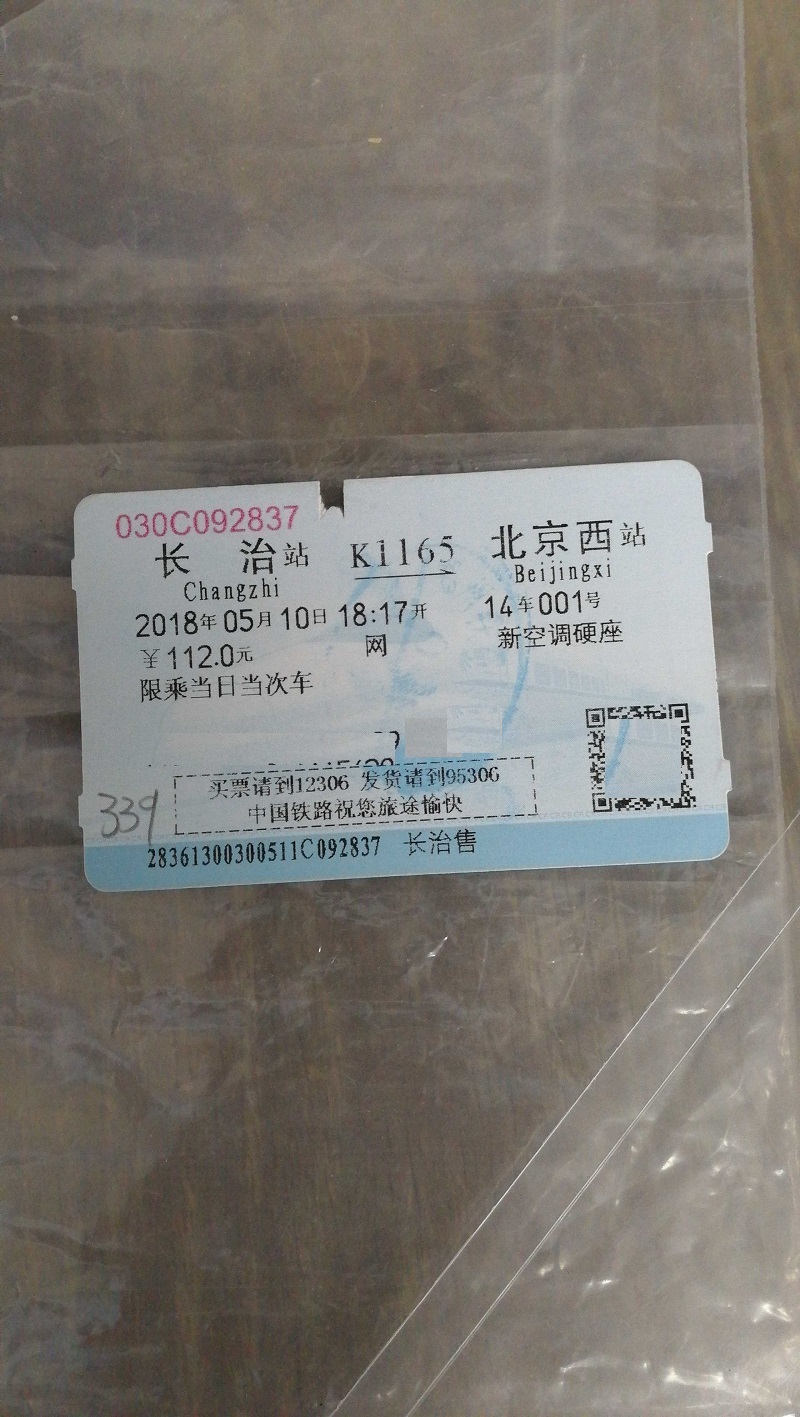 030C092837
长治站 K1165 北京西站
Changzhi Beijingxi
2018年05月10日 18:17开 14车001号
￥112.0元 网 新空调硬座
限乘当日当次车
买票请到12306 发货请到95306
中国铁路祝您旅途愉快
339
28361300300511C092837 长治售